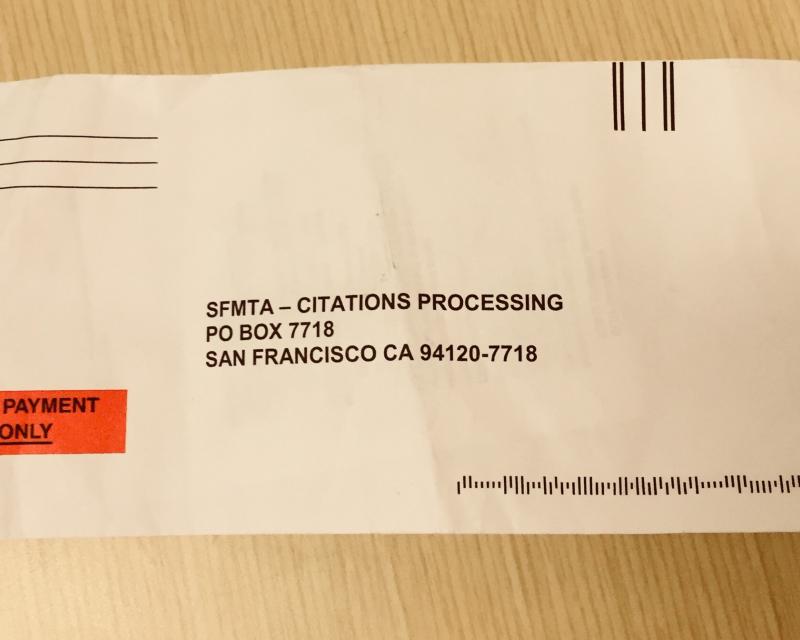 SFMTA – CITATIONS PROCESSING
PO BOX 7718
SAN FRANCISCO CA 94120-7718
PAYMENT
ONLY